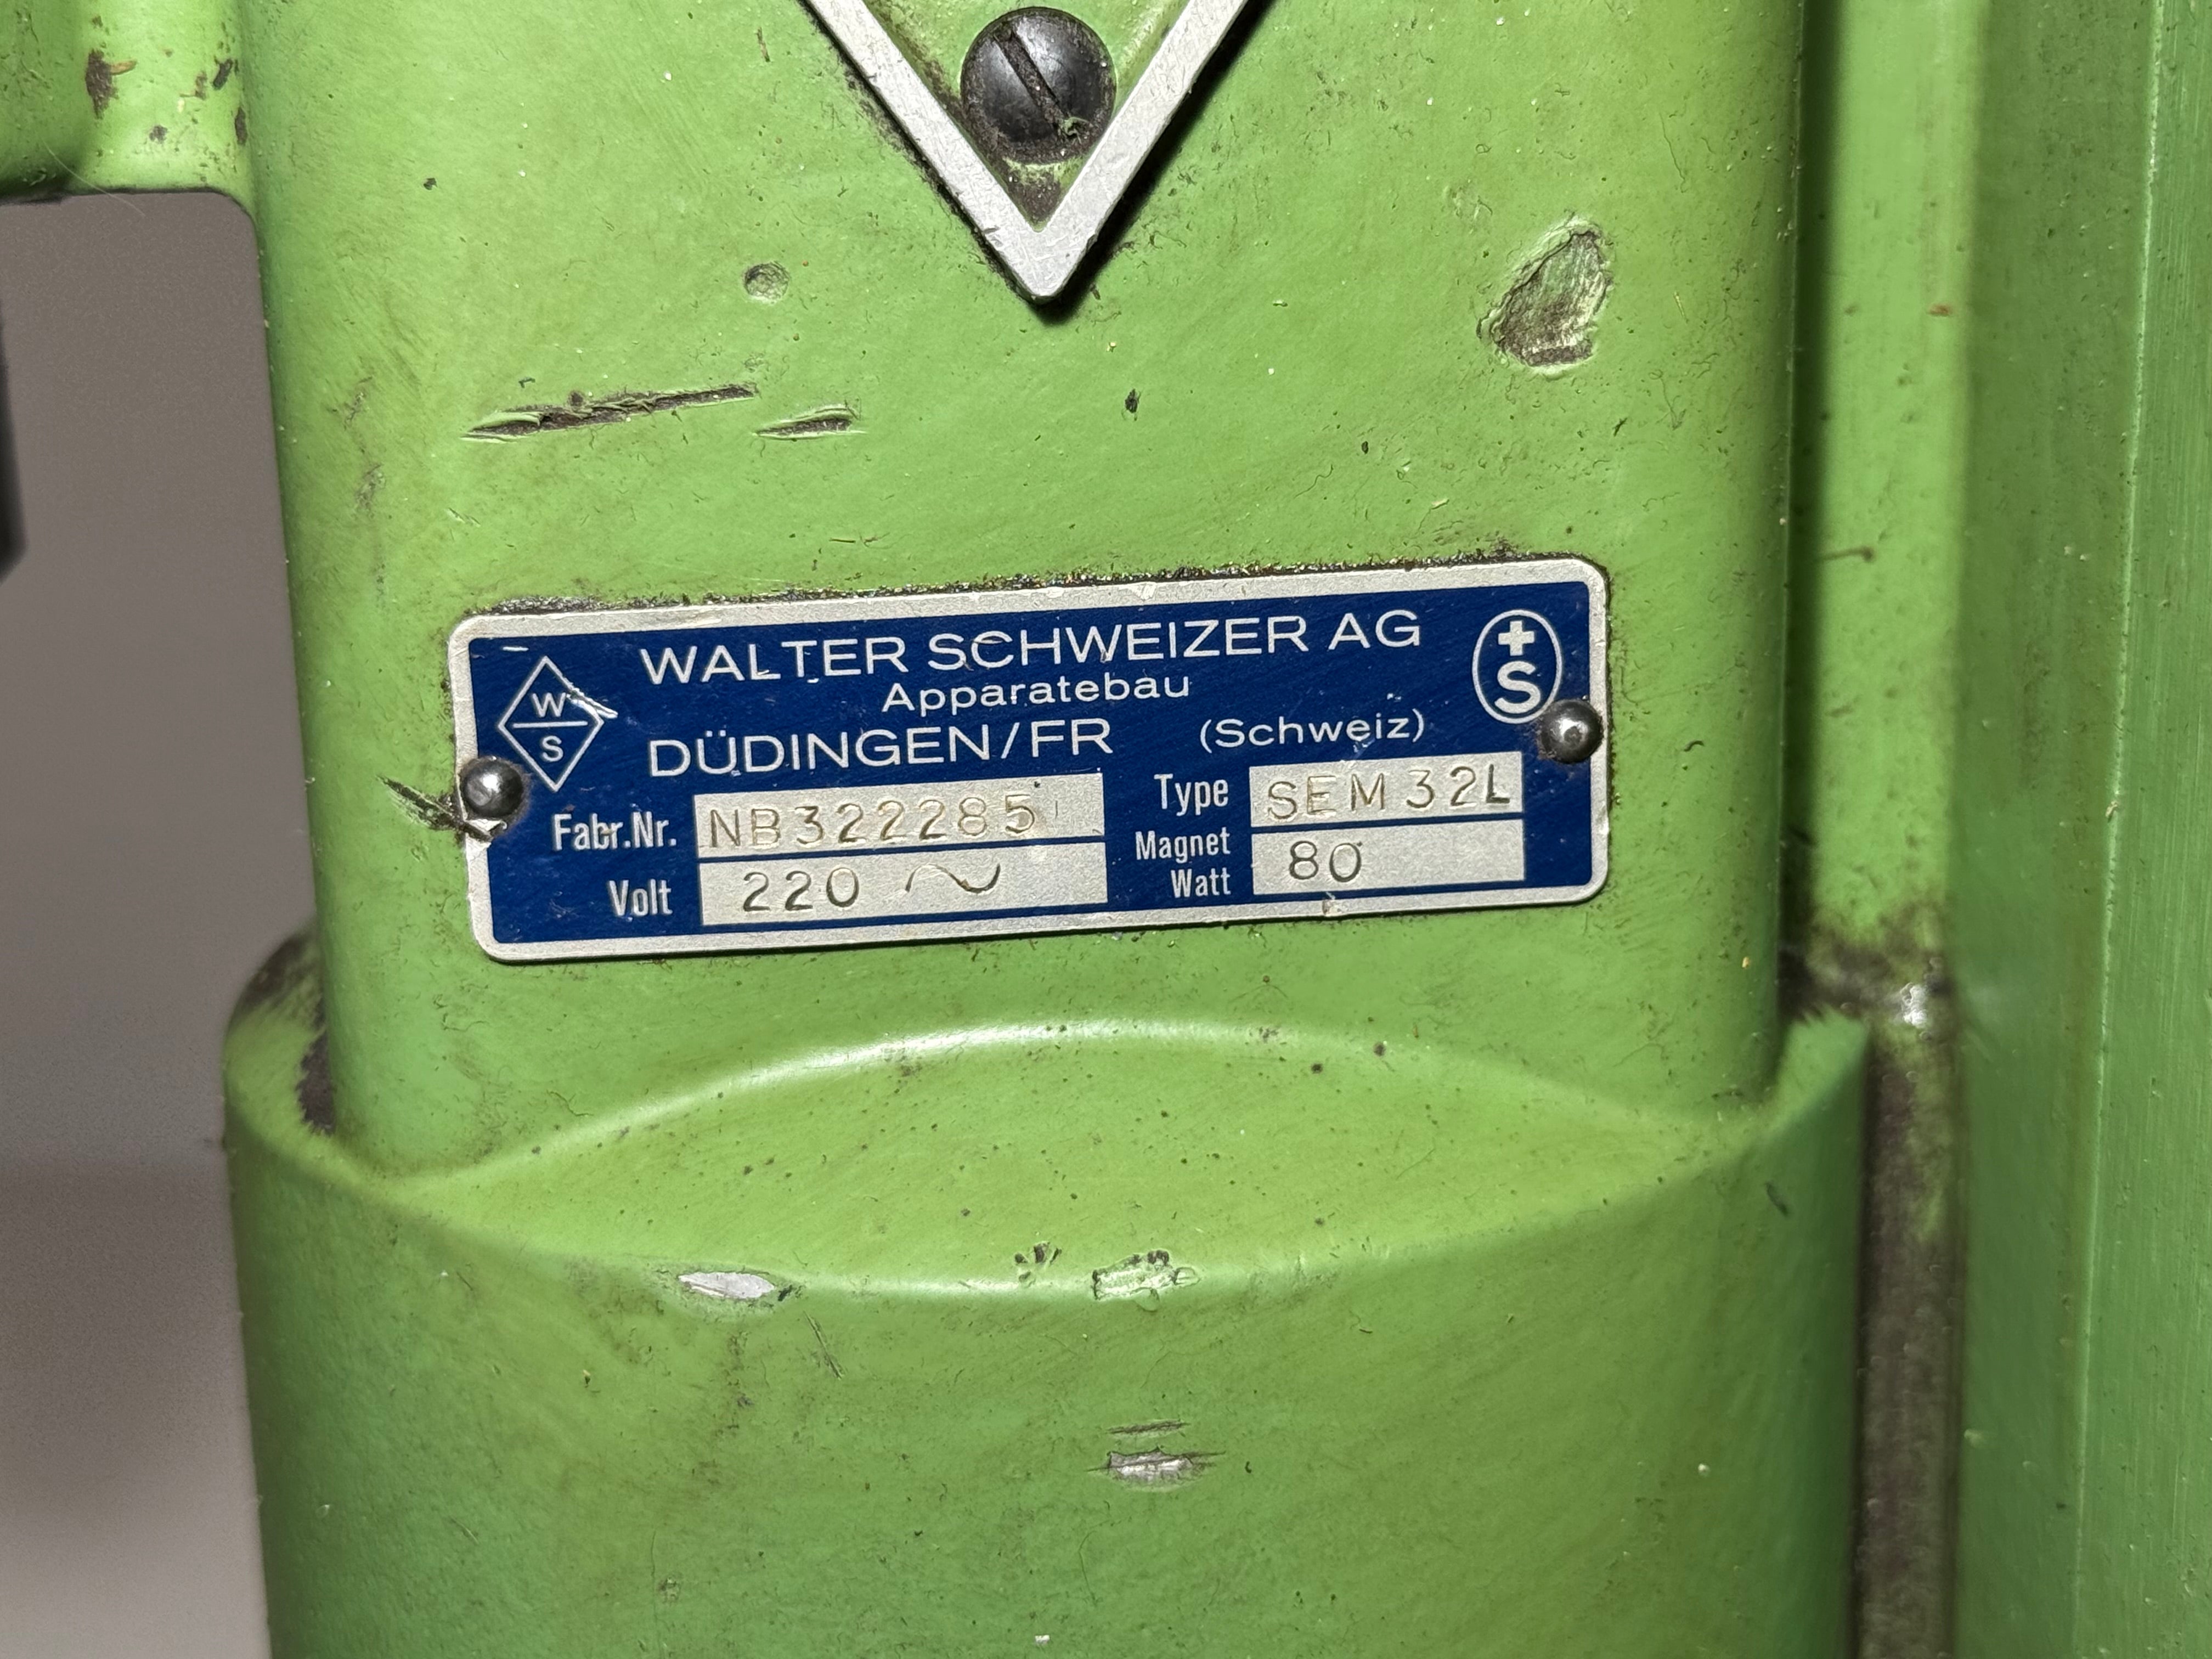 WALTER SCHWEIZER AG
Apparatebau
DÜDINGEN/FR (Schweiz)
W
S
+
S
Fabr.Nr. NB322285 Type SEM 32L
Volt 220 ~ Magnet Watt 80